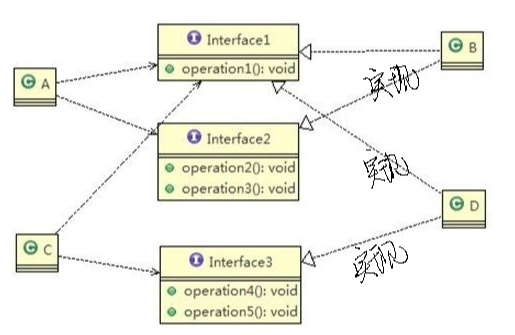 Interface1
operation1(): void
A
B
实现
Interface2
operation2(): void
operation3(): void
实现
D
C
实现
Interface3
operation4(): void
operation5(): void